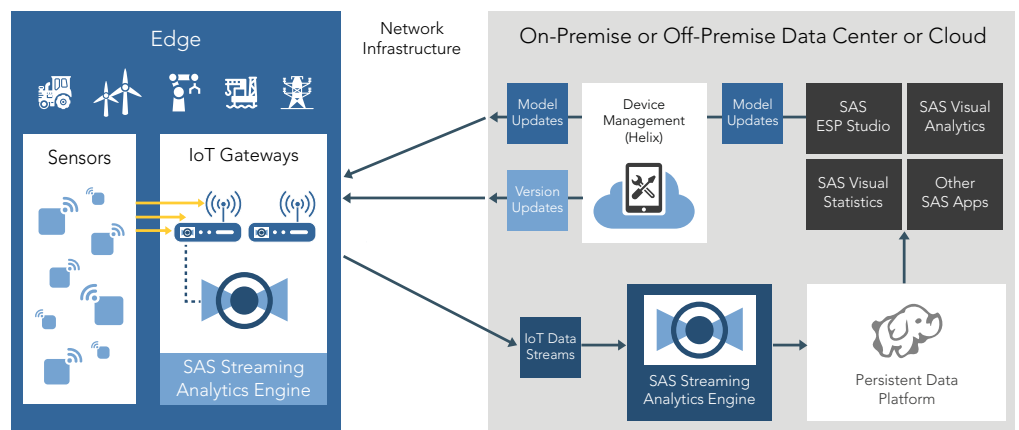 Edge
Sensors
IoT Gateways
SAS Streaming
Analytics Engine
Network
Infrastructure
On-Premise or Off-Premise Data Center or Cloud
Model
Updates
Version
Updates
Device
Management
(Helix)
Model
Updates
SAS
ESP Studio
SAS Visual
Analytics
SAS Visual
Statistics
Other
SAS Apps
IoT Data
Streams
SAS Streaming
Analytics Engine
Persistent Data
Platform